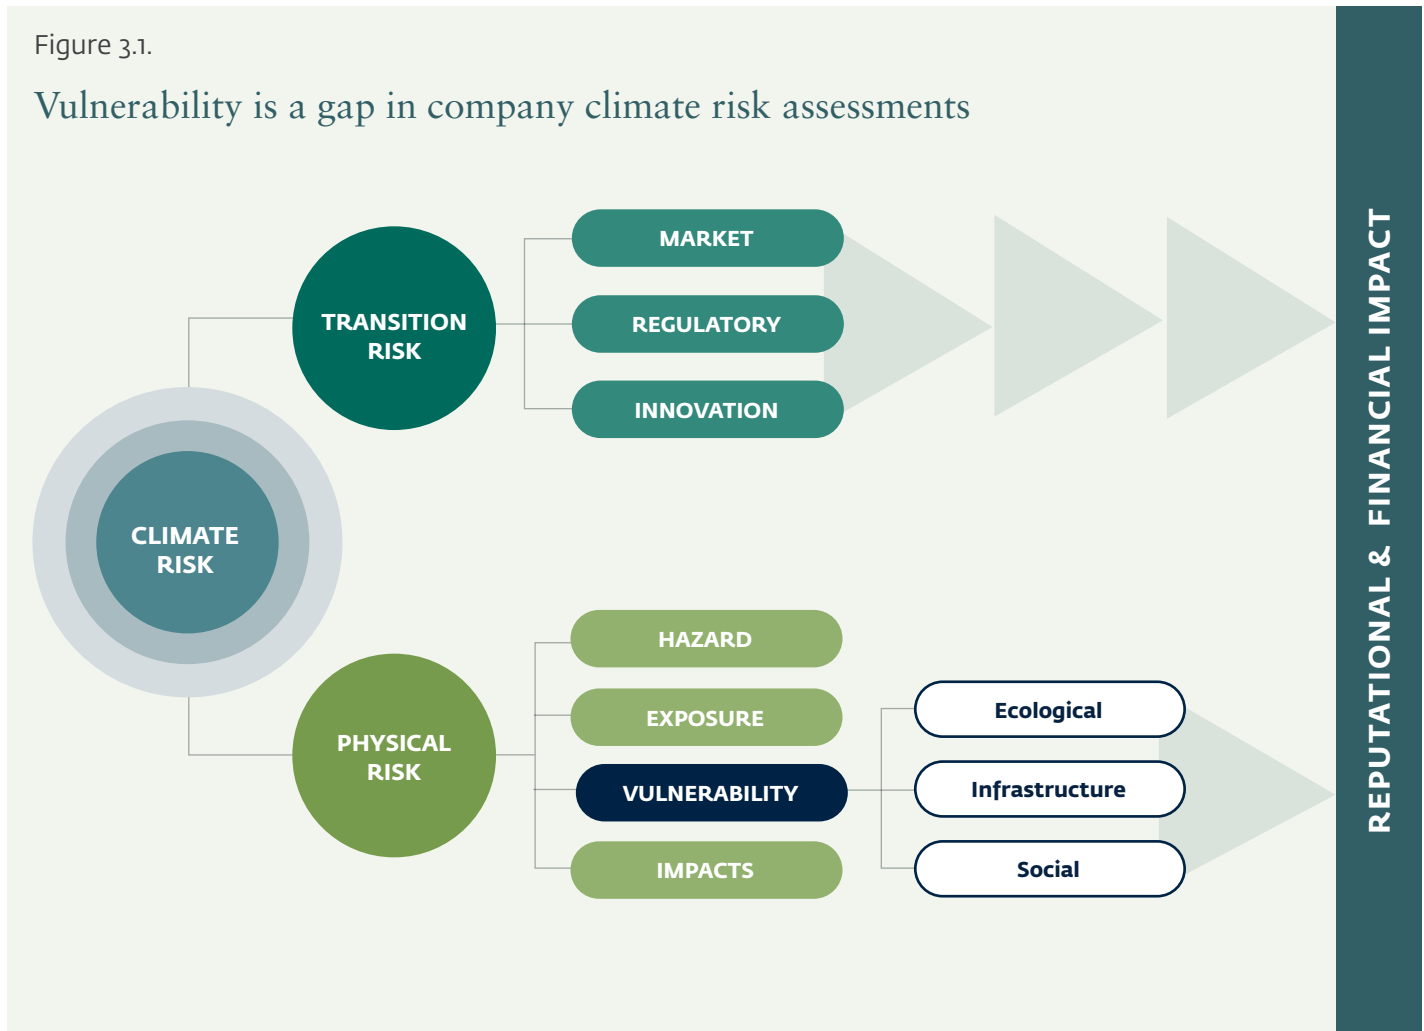 Figure 3.1.
Vulnerability is a gap in company climate risk assessments
CLIMATE
RISK
TRANSITION
RISK
MARKET
REGULATORY
INNOVATION
PHYSICAL
RISK
HAZARD
EXPOSURE
VULNERABILITY
IMPACTS
Ecological
Infrastructure
Social
REPUTATIONAL & FINANCIAL IMPACT